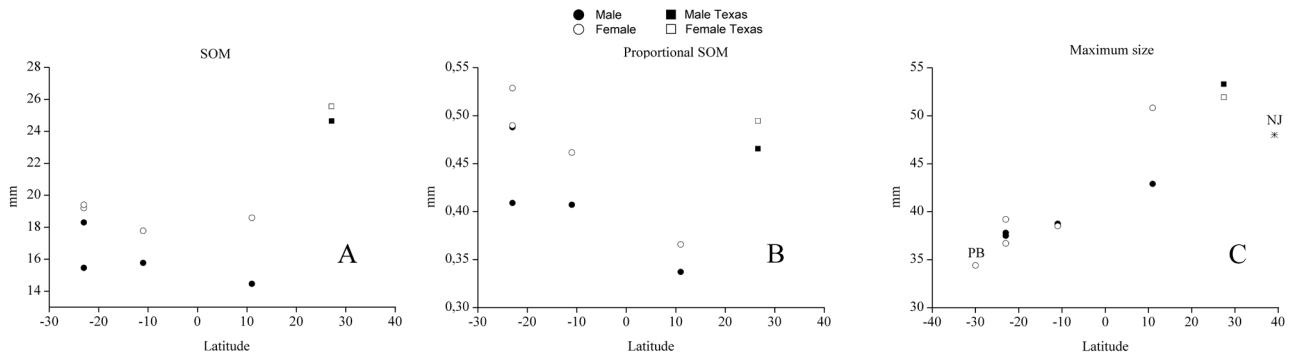 Male
Male Texas
Female
Female Texas
SOM
28
26
24
22
20
18
16
14
mm
A
-30
-20
-10
0
10
20
30
40
Latitude
Proportional SOM
0,55
0,50
0,45
0,40
0,35
0,30
mm
B
-30
-20
-10
0
10
20
30
40
Latitude
Maximum size
55
50
45
40
35
30
mm
NJ
PB
C
-40
-30
-20
-10
0
10
20
30
40
Latitude